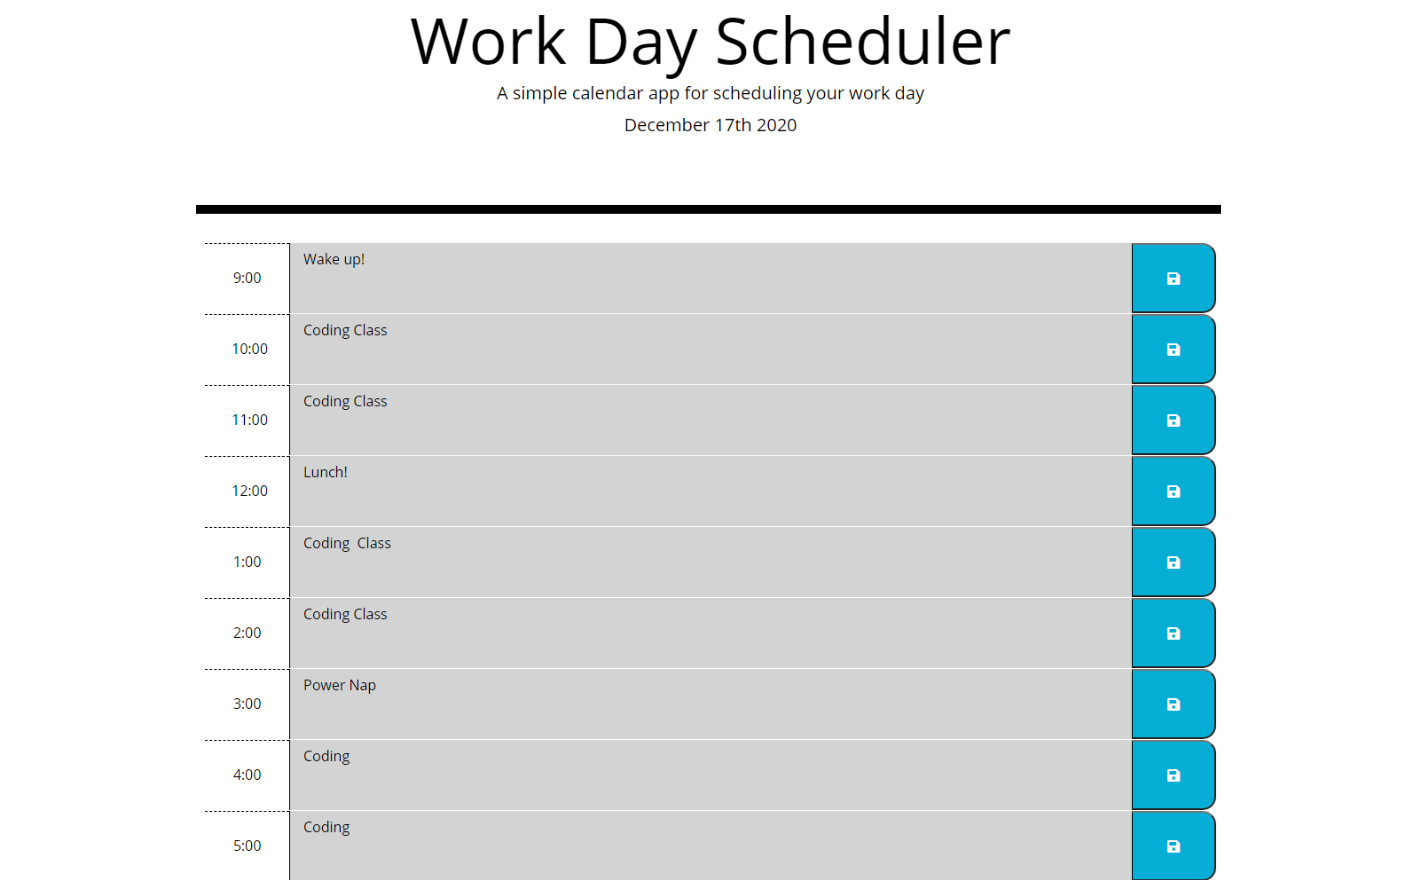 Work Day Scheduler
A simple calendar app for scheduling your work day
December 17th 2020
9:00 Wake up!
10:00 Coding Class
11:00 Coding Class
12:00 Lunch!
1:00 Coding  Class
2:00 Coding Class
3:00 Power Nap
4:00 Coding
5:00 Coding